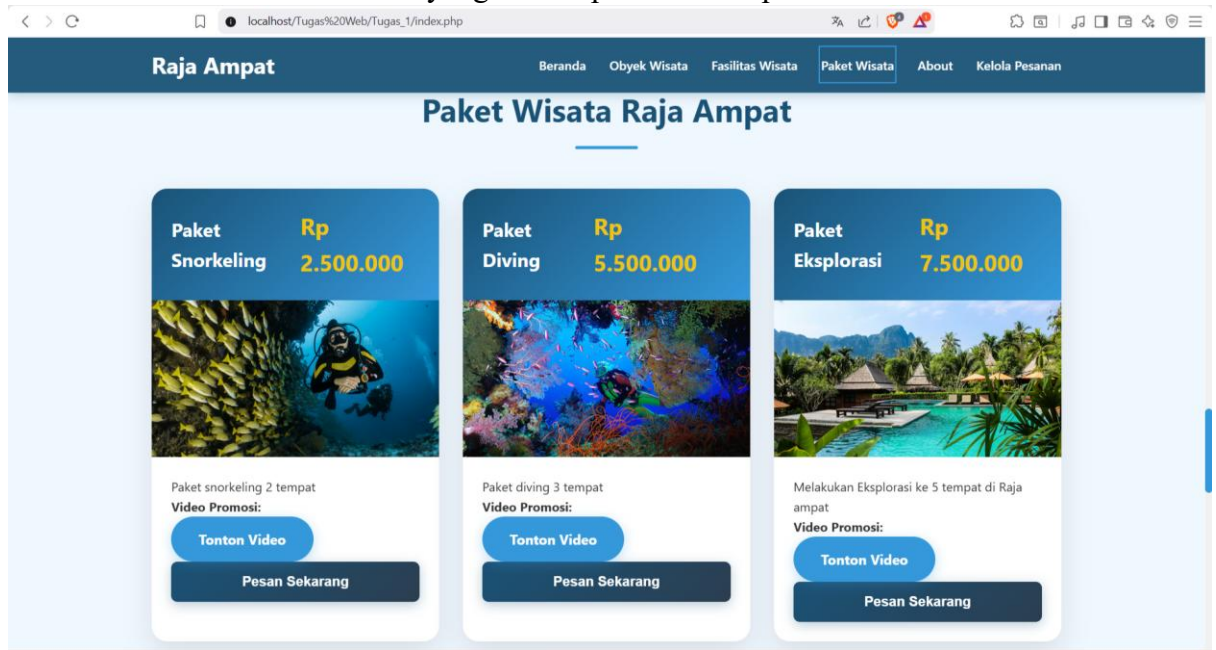 localhost/Tugas%20Web/Tugas_1/index.php
Raja Ampat
Beranda Obyek Wisata Fasilitas Wisata Paket Wisata About Kelola Pesanan
Paket Wisata Raja Ampat
Paket
Snorkeling
Rp
2.500.000
Paket snorkeling 2 tempat
Video Promosi:
Tonton Video
Pesan Sekarang
Paket
Diving
Rp
5.500.000
Paket diving 3 tempat
Video Promosi:
Tonton Video
Pesan Sekarang
Paket
Eksplorasi
Rp
7.500.000
Melakukan Eksplorasi ke 5 tempat di Raja
ampat
Video Promosi:
Tonton Video
Pesan Sekarang